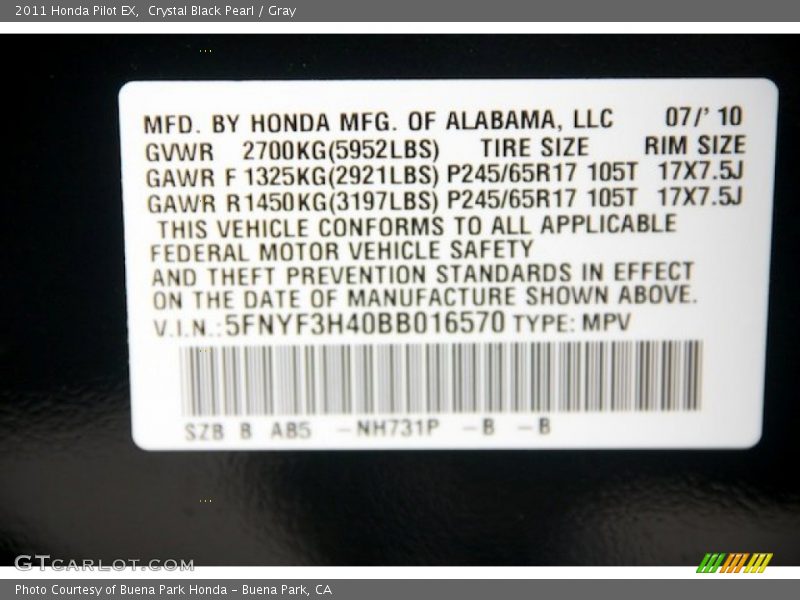 2011 Honda Pilot EX,  Crystal Black Pearl / Gray
MFD. BY HONDA MFG. OF ALABAMA, LLC 07/' 10
GVWR 2700KG(5952LBS) TIRE SIZE RIM SIZE
GAWR F 1325KG(2921LBS) P245/65R17 105T 17X7.5J
GAWR R1450KG(3197LBS) P245/65R17 105T 17X7.5J
THIS VEHICLE CONFORMS TO ALL APPLICABLE
FEDERAL MOTOR VEHICLE SAFETY
AND THEFT PREVENTION STANDARDS IN EFFECT
ON THE DATE OF MANUFACTURE SHOWN ABOVE.
V.I.N.:5FNYF3H40BB016570 TYPE: MPV
SZB B AB5 -NH731P -B -B
GTCARLOT.COM
Photo Courtesy of Buena Park Honda - Buena Park, CA